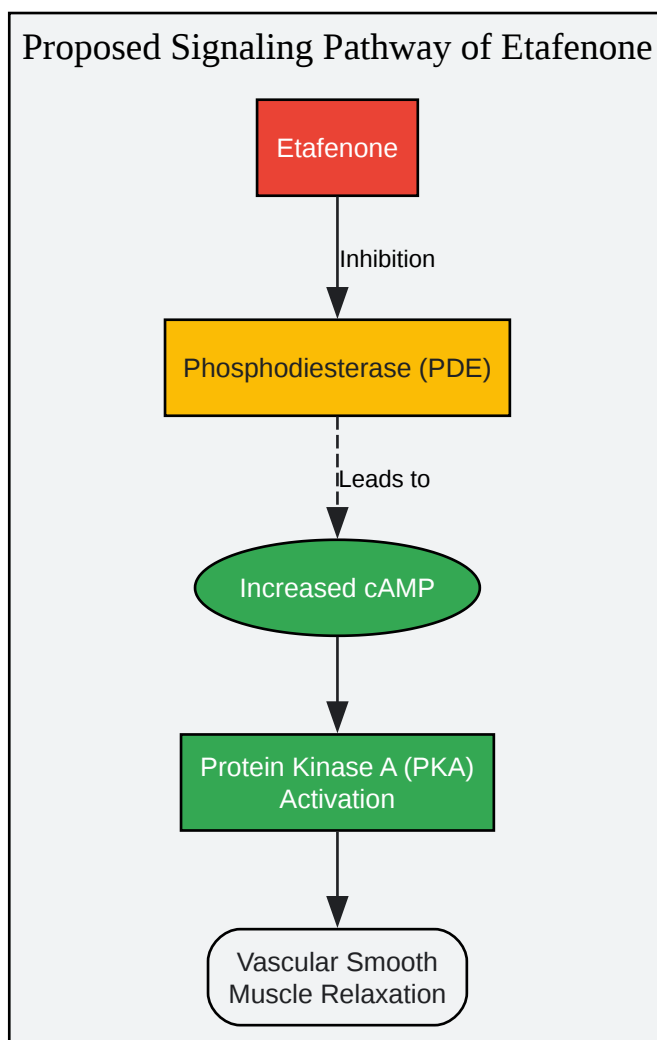 Proposed Signaling Pathway of Etafenone
Etafenone
Inhibition
Phosphodiesterase (PDE)
Leads to
Increased cAMP
Protein Kinase A (PKA)
Activation
Vascular Smooth
Muscle Relaxation